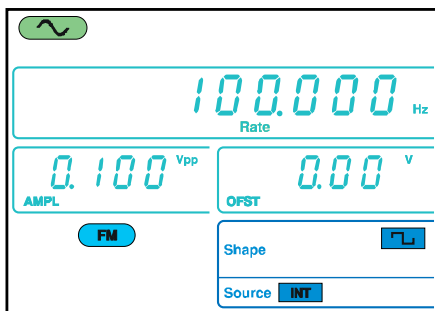 100.000 Hz
Rate
0.100 Vpp
AMPL
0.00 V
OFST
FM
Shape
Source INT